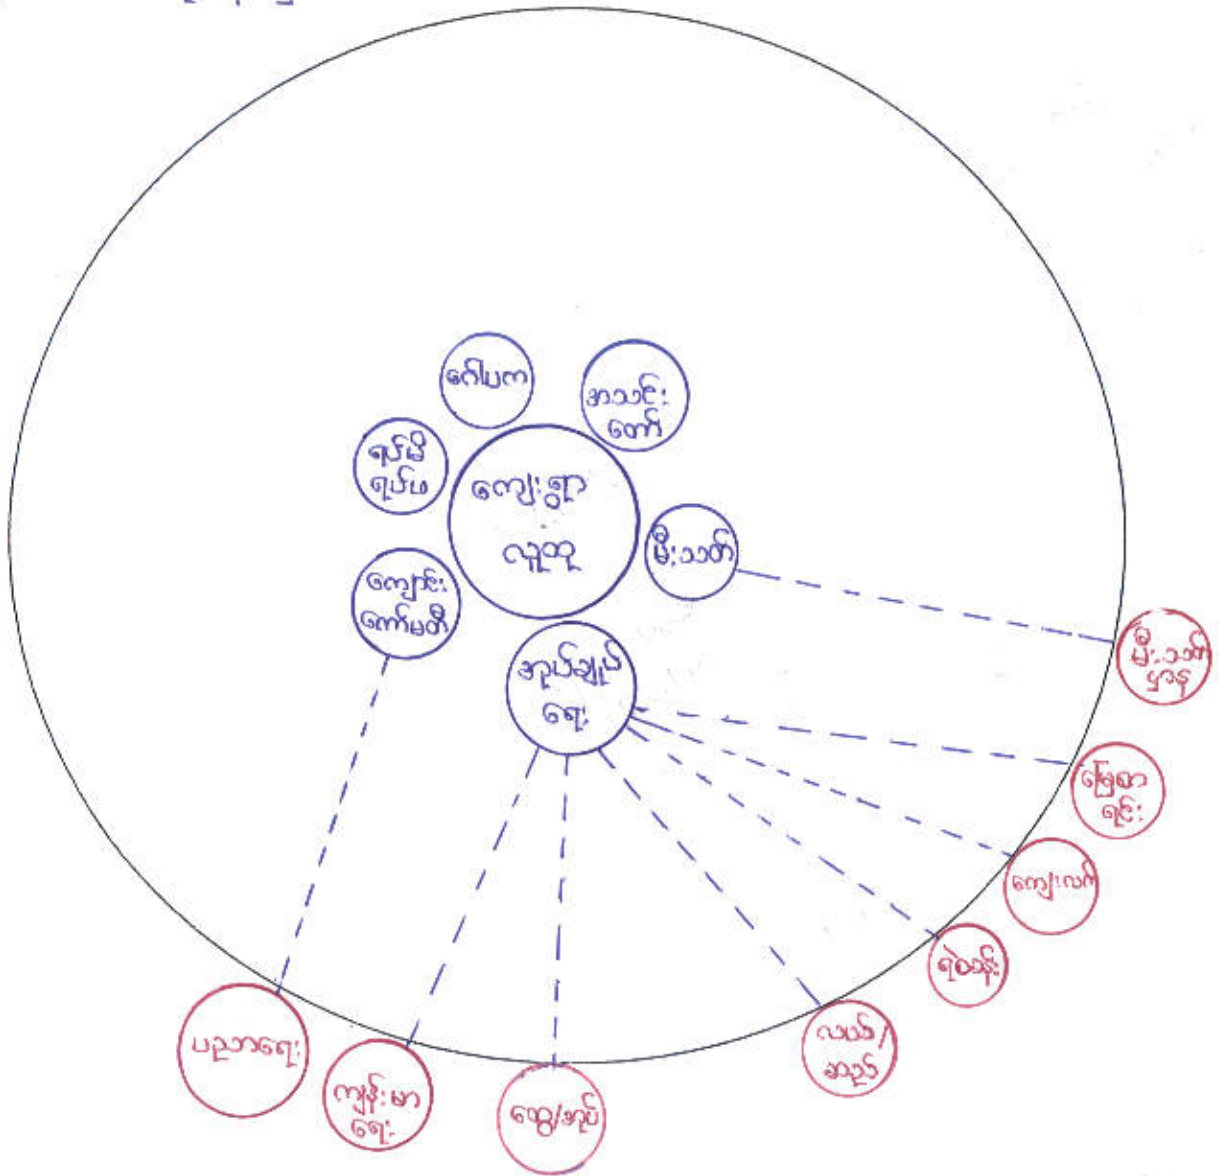 ဂေါပက
အသင်း
တော်
ရပ်မိ
ရပ်ဖ
ကျေးရွာ
လူထု
မီးသတ်
ကျောင်း
ကော်မတီ
အုပ်ချုပ်
ရေး
မီးသတ်
ဌာန
မြေစာ
ရင်း
ကျေးလက်
ရဲစခန်း
လယ်/
ဆည်
ပညာရေး
ကျန်းမာ
ရေး
ထွေ/အုပ်